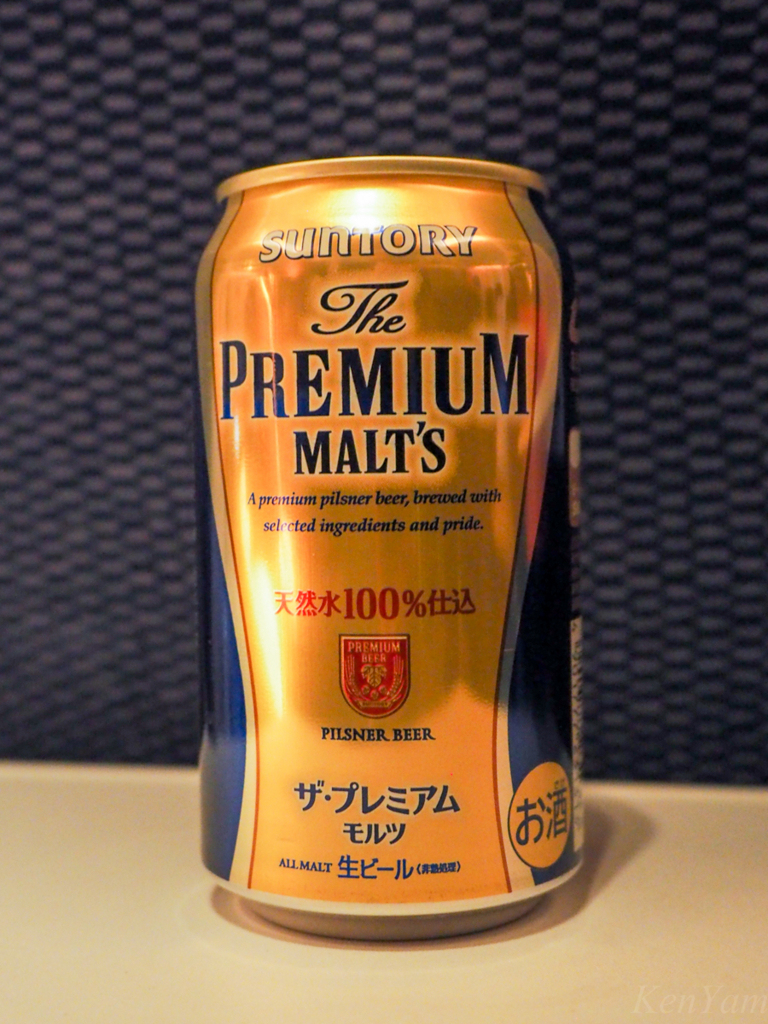 SUNTORY
The
PREMIUM
MALT'S
A premium pilsner beer, brewed with
selected ingredients and pride.
天然水100%仕込
PREMIUM
BEER
PILSNER BEER
ザ・プレミアム
モルツ
ALL MALT 生ビール(非熱処理)
お酒
KenYam